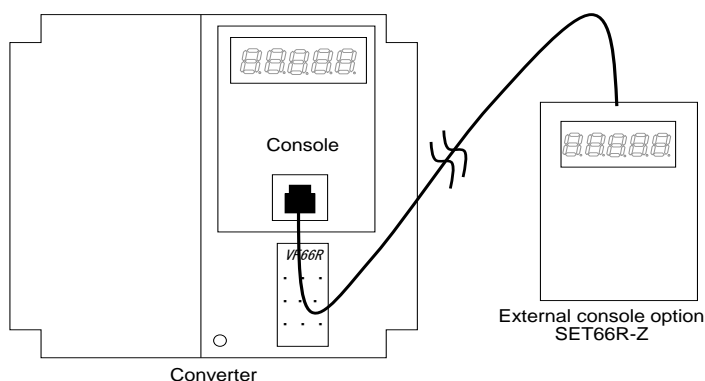 Console
VF66R
External console option
SET66R-Z
Converter